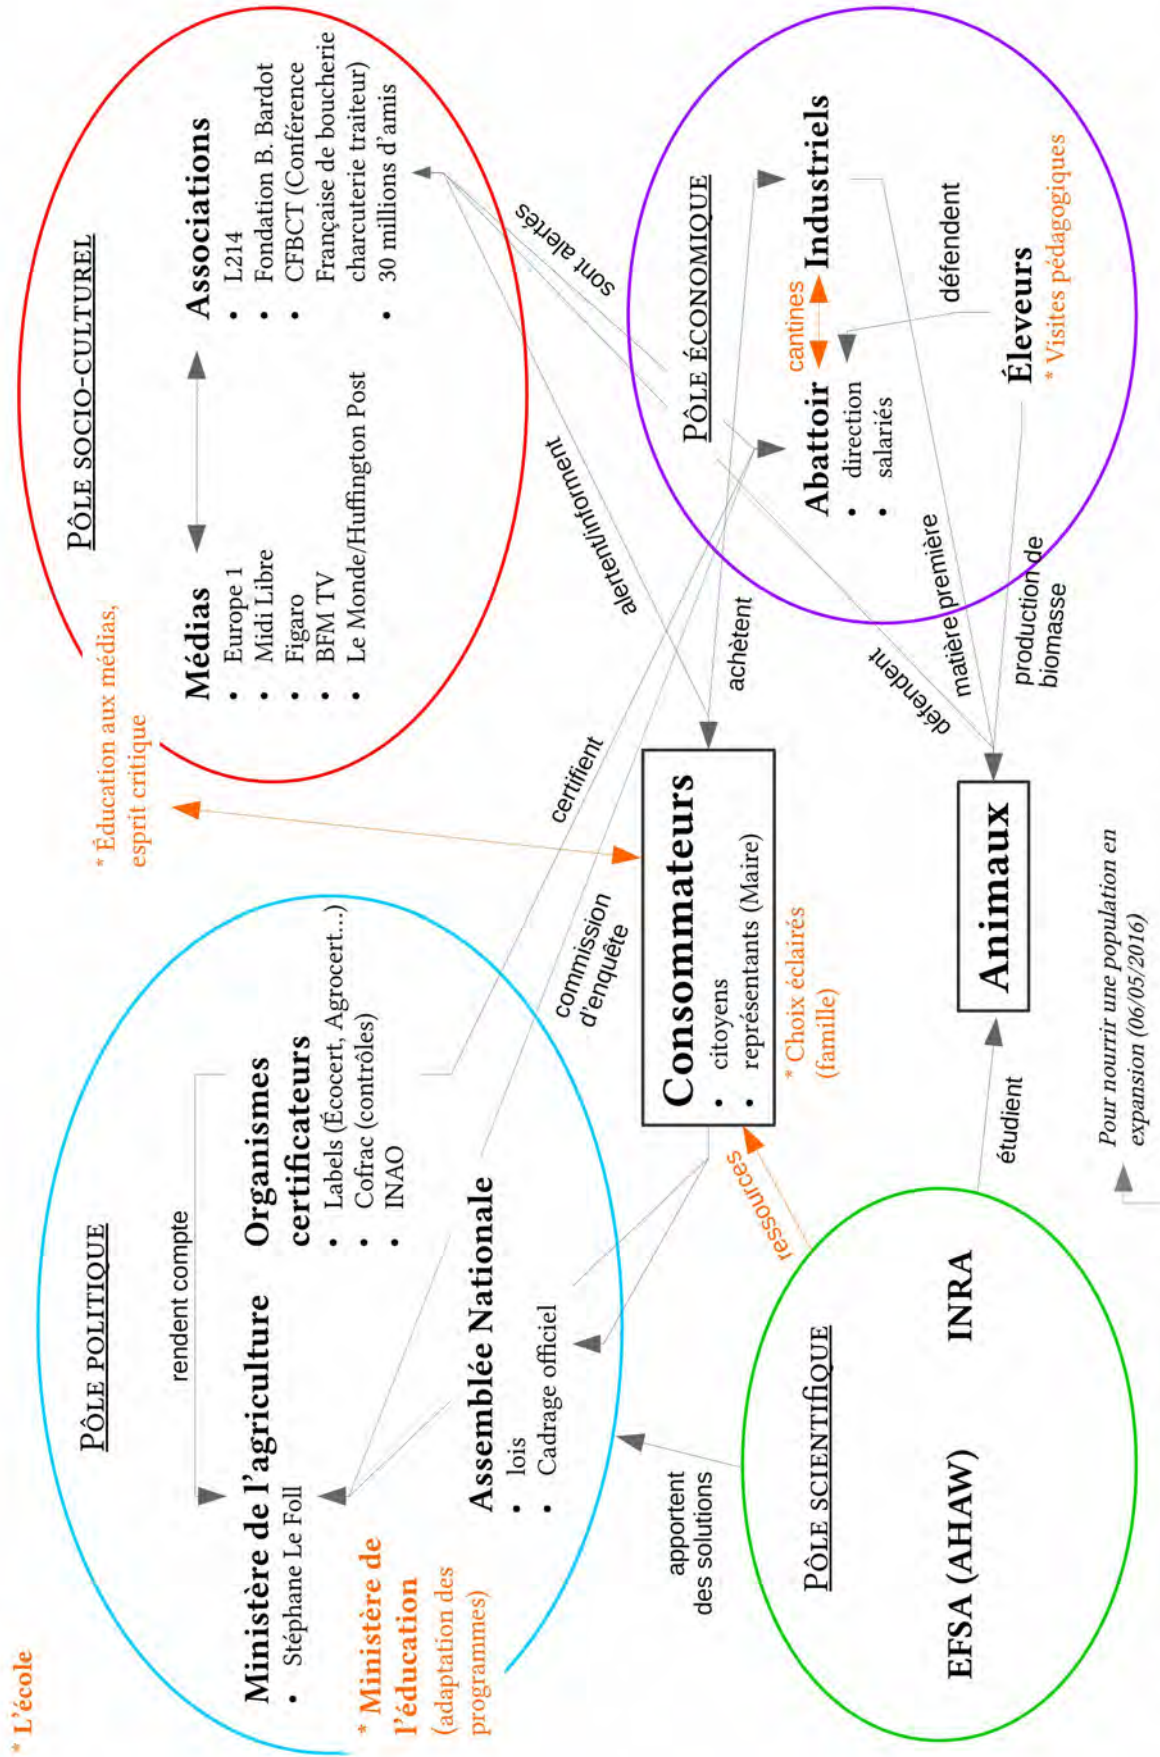 * L'école
PÔLE POLITIQUE
rendent compte
Ministère de l'agriculture
• Stéphane Le Foll
Organismes
certificateurs
• Labels (Écocert, Agrocert...)
• Cofrac (contrôles)
• INAO
* Ministère de
l'éducation
(adaptation des
programmes)
Assemblée Nationale
• lois
• Cadrage officiel
* Éducation aux médias,
esprit critique
PÔLE SOCIO-CULTUREL
Médias
• Europe 1
• Midi Libre
• Figaro
• BFM TV
• Le Monde/Huffington Post
Associations
• L214
• Fondation B. Bardot
• CFBCT (Conférence
Française de boucherie
charcuterie traiteur)
• 30 millions d'amis
certifient
commission
d'enquête
alertent/informent
sont alertés
apportent
des solutions
ressources
Consommateurs
• citoyens
• représentants (Maire)
* Choix éclairés
(famille)
achètent
PÔLE ÉCONOMIQUE
cantines
Abattoir
• direction
• salariés
Industriels
défendent
Éleveurs
* Visites pédagogiques
défendent
matière première
production de
biomasse
PÔLE SCIENTIFIQUE
EFSA (AHAW)
INRA
étudient
Animaux
Pour nourrir une population en
expansion (06/05/2016)